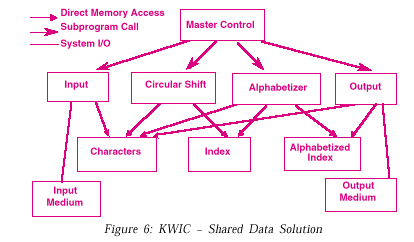 Direct Memory Access
Subprogram Call
System I/O
Master Control
Input
Circular Shift
Alphabetizer
Output
Characters
Index
Alphabetized
Index
Input
Medium
Output
Medium
Figure 6: KWIC – Shared Data Solution